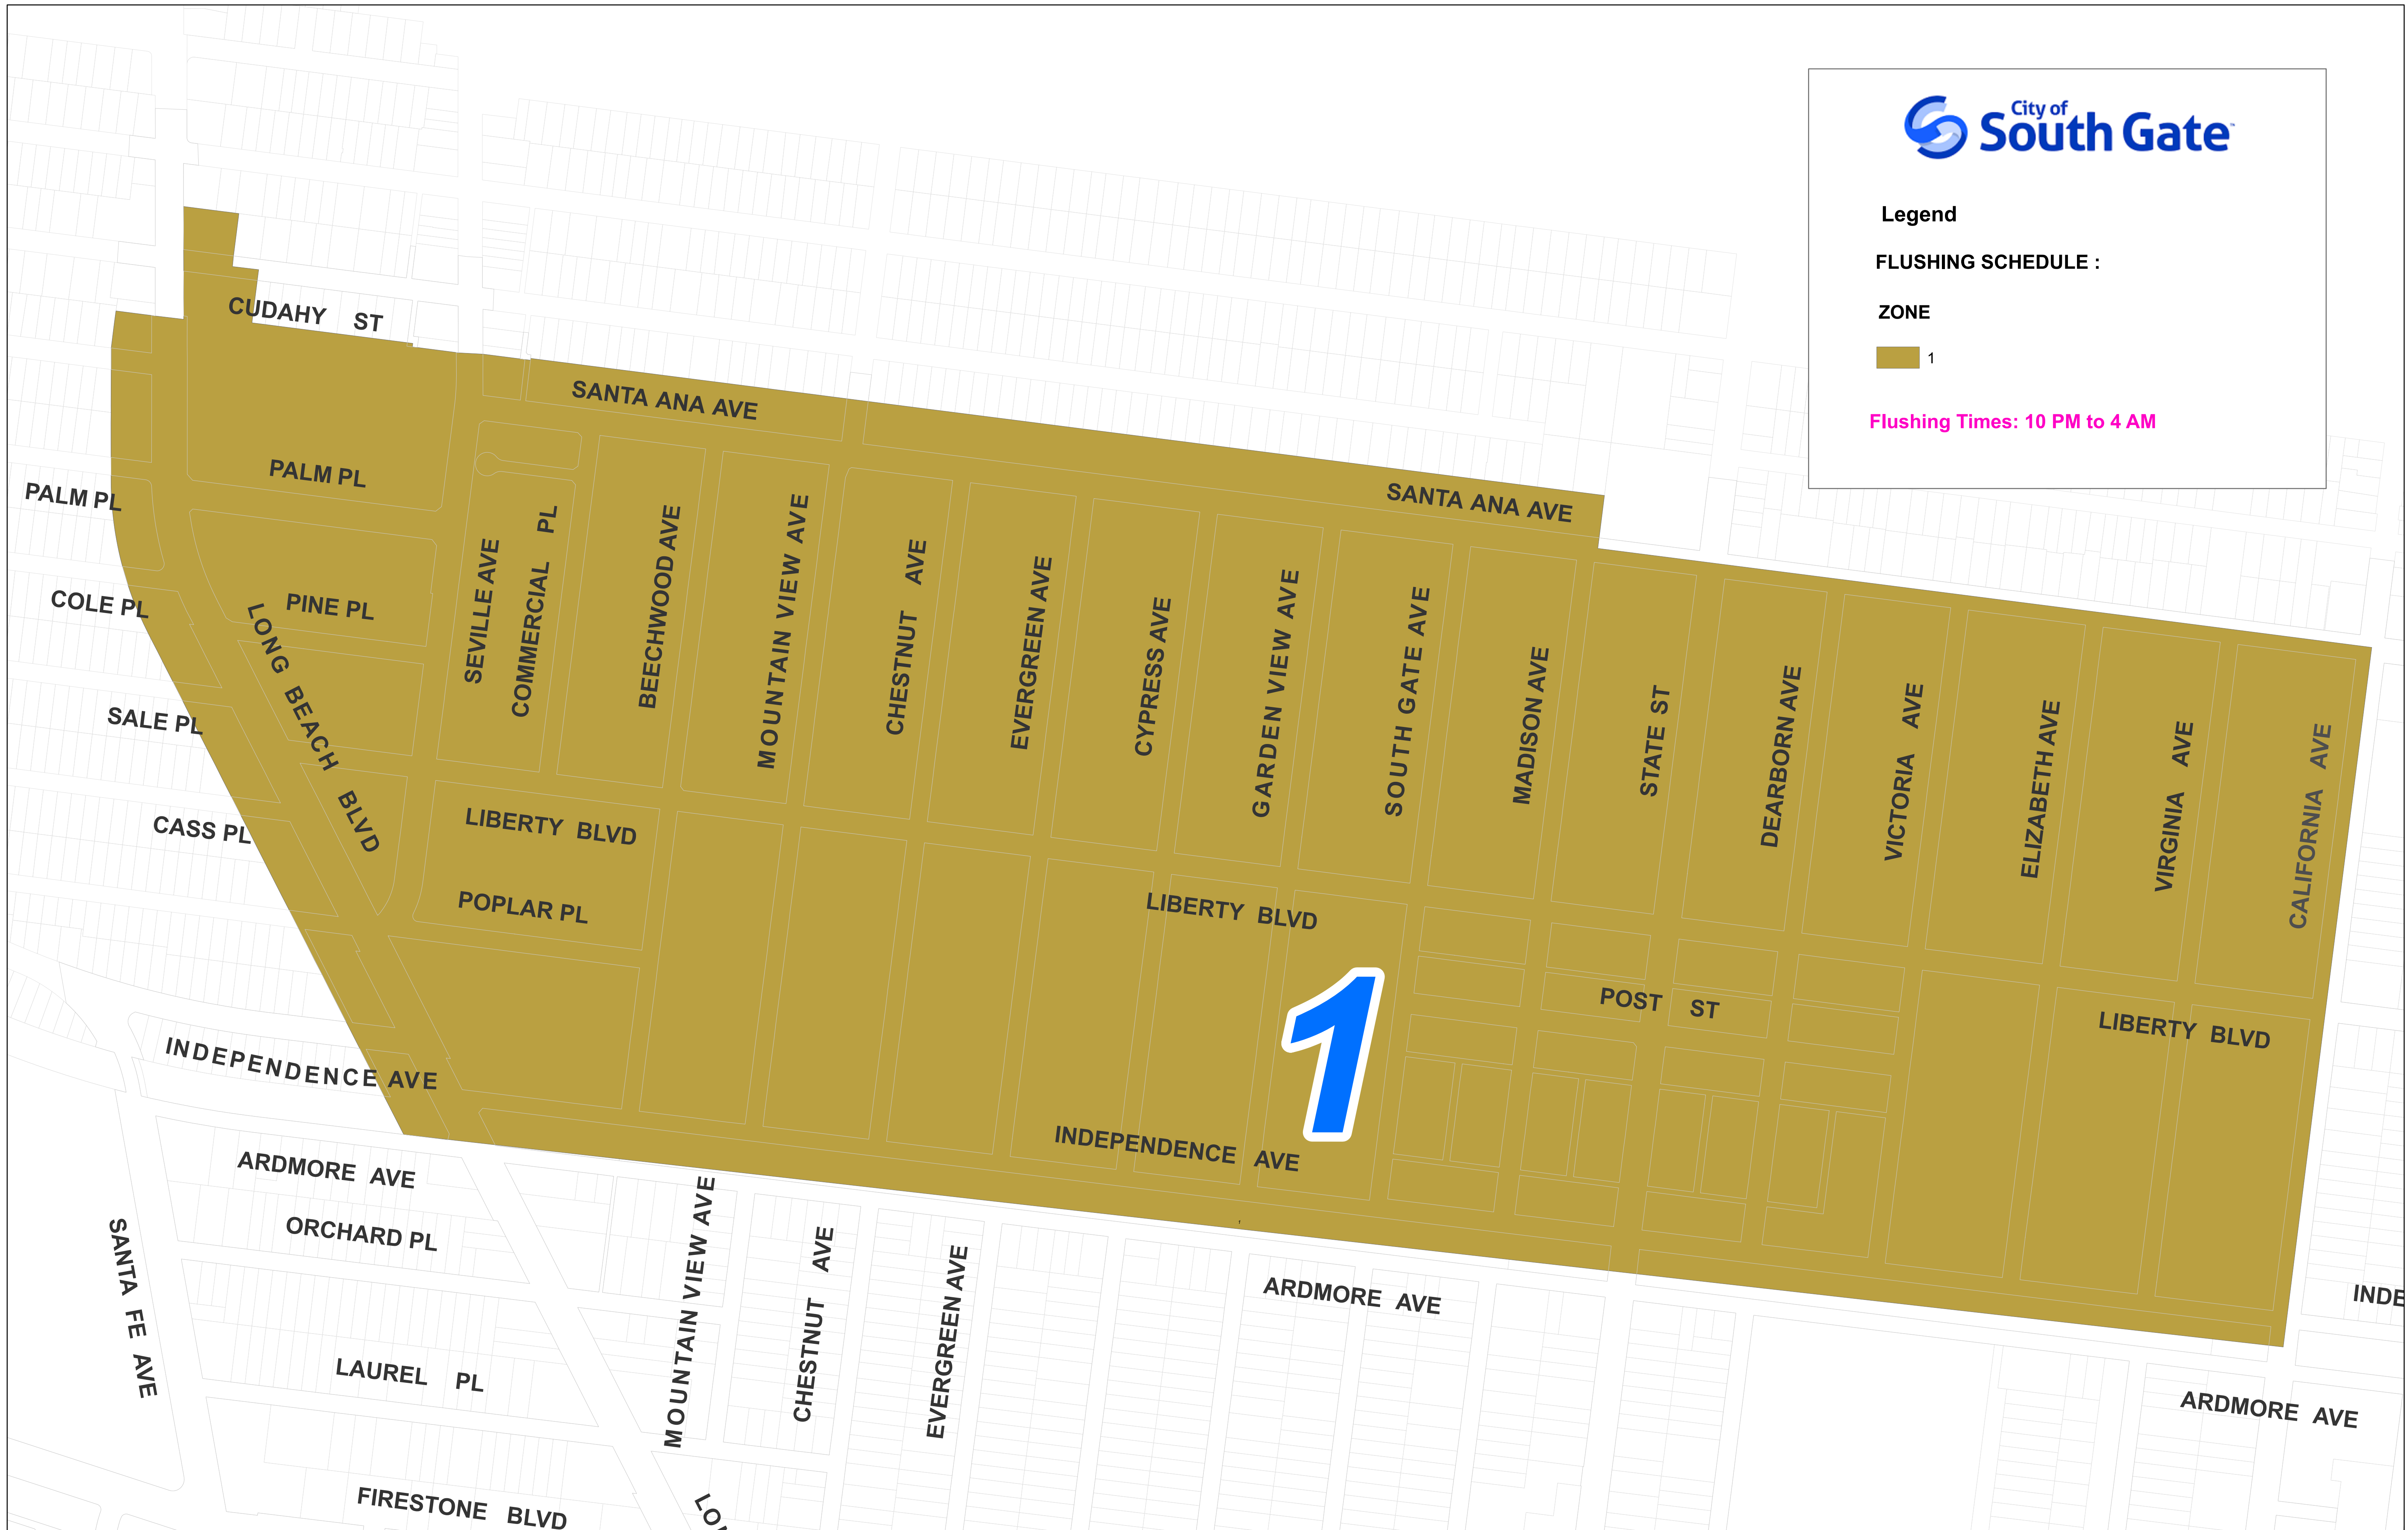 City of
South Gate™
Legend
FLUSHING SCHEDULE :
ZONE
1
Flushing Times: 10 PM to 4 AM
CUDAHY ST
SANTA ANA AVE
SANTA ANA AVE
PALM PL
PALM PL
COLE PL
PINE PL
SALE PL
CASS PL
LONG BEACH BLVD
SEVILLE AVE
COMMERCIAL PL
BEECHWOOD AVE
MOUNTAIN VIEW AVE
CHESTNUT AVE
EVERGREEN AVE
CYPRESS AVE
GARDEN VIEW AVE
SOUTH GATE AVE
MADISON AVE
STATE ST
DEARBORN AVE
VICTORIA AVE
ELIZABETH AVE
VIRGINIA AVE
CALIFORNIA AVE
LIBERTY BLVD
POPLAR PL
LIBERTY BLVD
POST ST
LIBERTY BLVD
1
INDEPENDENCE AVE
INDEPENDENCE AVE
INDE
ARDMORE AVE
ORCHARD PL
SANTA FE AVE
LAUREL PL
FIRESTONE BLVD
MOUNTAIN VIEW AVE
CHESTNUT AVE
EVERGREEN AVE
ARDMORE AVE
ARDMORE AVE
LON